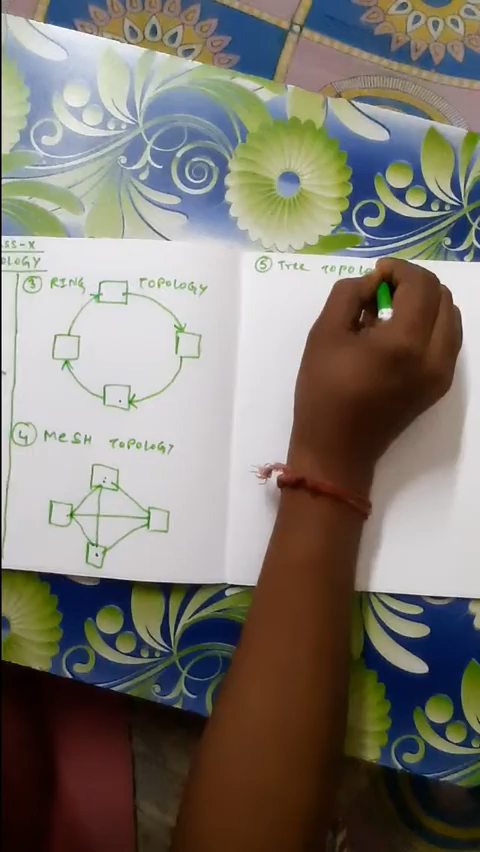 SS-X
OLOGY
③ RING TOPOLOGY
④ MESH TOPOLOGY
⑤ Tree TOPOLO